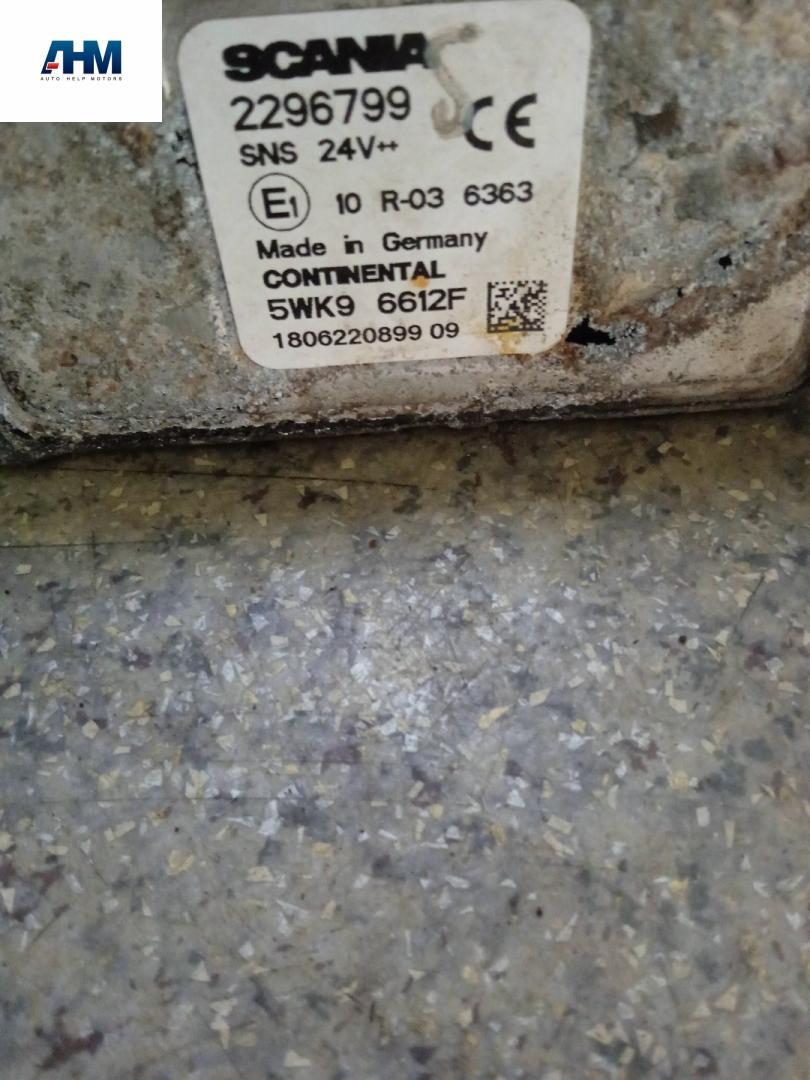 AHM
AUTO HELP MOTORS
SCANIA
2296799
CE
SNS 24V++
E1 10 R-03 6363
Made in Germany
CONTINENTAL
5WK9 6612F
1806220899 09